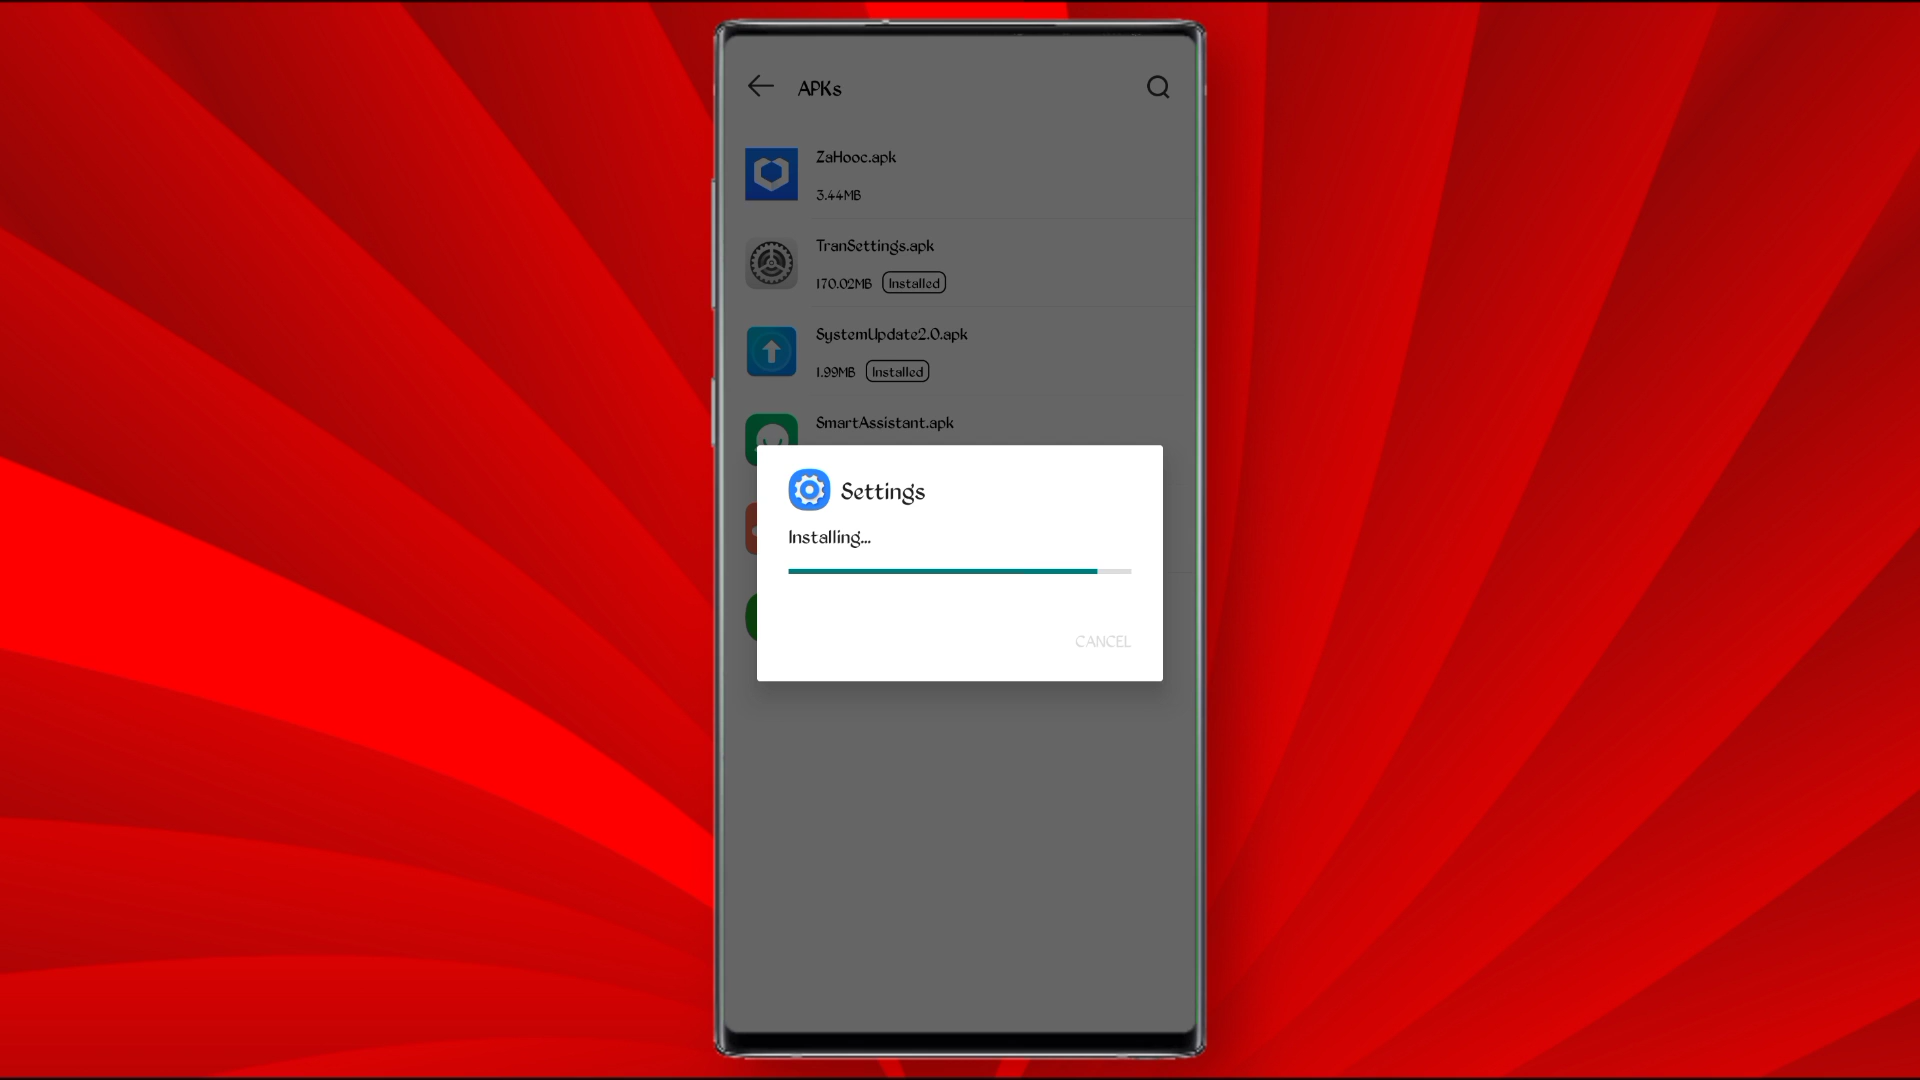 APKs
ZaHooc.apk
3.44MB
TranSettings.apk
170.02MB Installed
SystemUpdate2.0.apk
1.99MB Installed
SmartAssistant.apk
Settings
Installing...
CANCEL